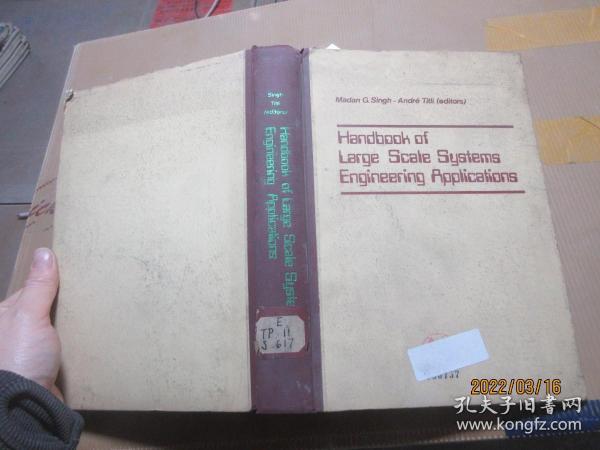 Madan G. Singh - André Titli (editors)
Handbook of
Large Scale Systems
Engineering Applications
Singh
Titli
(editors)
Handbook of Large Scale Syste
Engineering Applications
E
TP 11
S 617
2022/03/16
孔夫子旧书网
www.kongfz.com